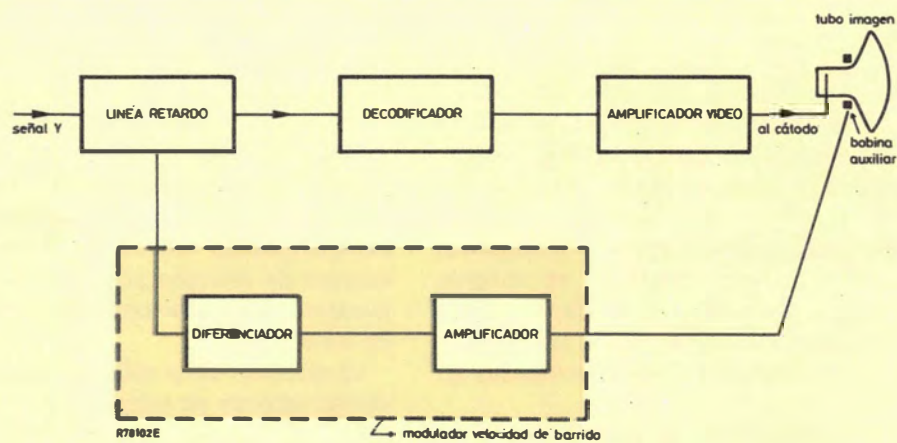 tubo imagen
señal Y
LINEA RETARDO
DECODIFICADOR
AMPLIFICADOR VIDEO
al cátodo
bobina
auxiliar
DIFERENCIADOR
AMPLIFICADOR
R78102E
modulador velocidad de barrido